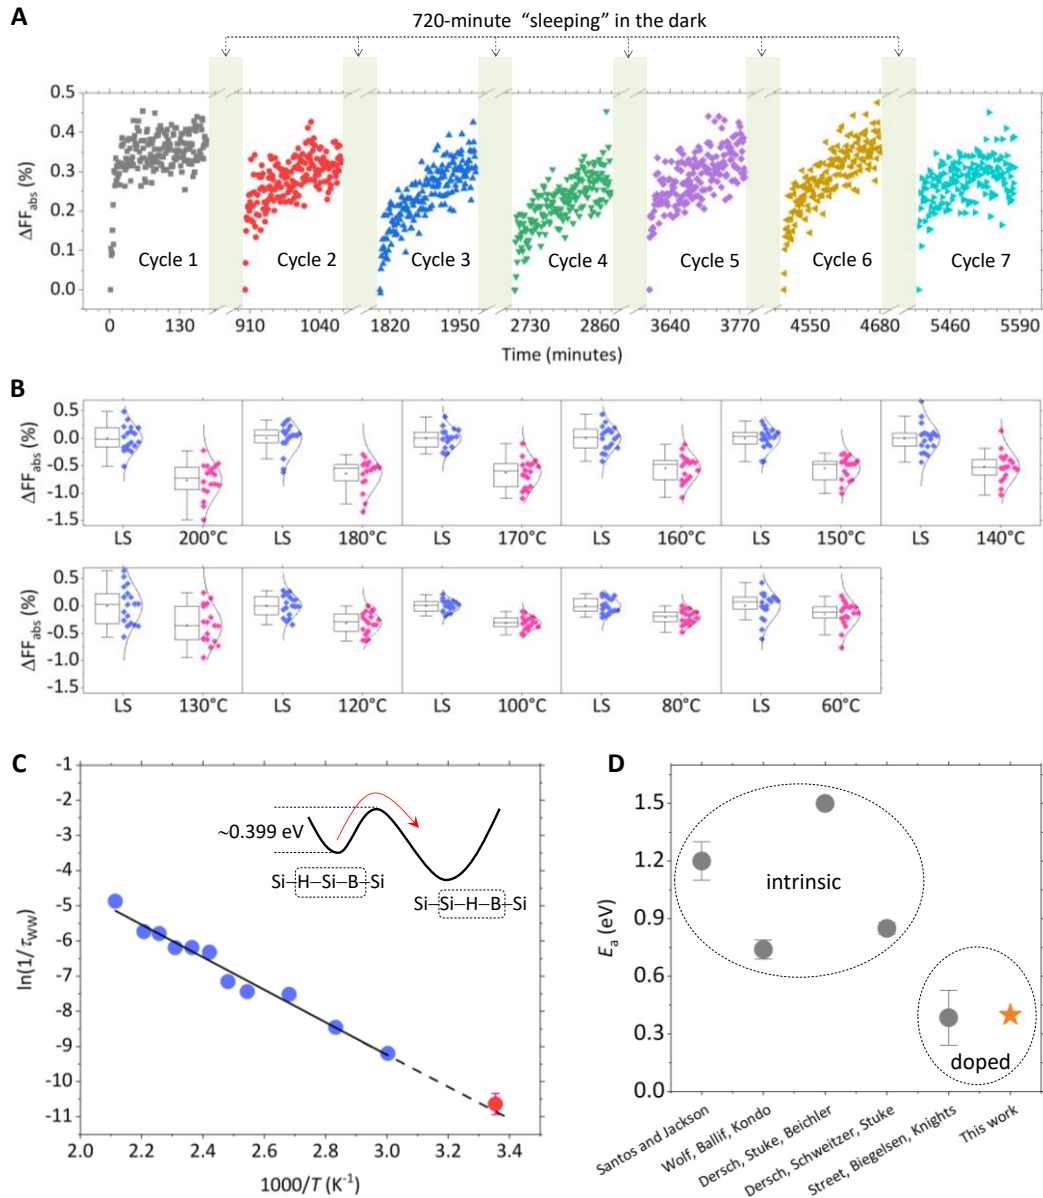 A
720-minute “sleeping” in the dark
ΔFFabs (%)
0.5
0.4
0.3
0.2
0.1
0.0
Cycle 1
Cycle 2
Cycle 3
Cycle 4
Cycle 5
Cycle 6
Cycle 7
0 130 910 1040 1820 1950 2730 2860 3640 3770 4550 4680 5460 5590
Time (minutes)
B
ΔFFabs (%)
0.5
0.0
-0.5
-1.0
-1.5
LS 200°C LS 180°C LS 170°C LS 160°C LS 150°C LS 140°C
ΔFFabs (%)
0.5
0.0
-0.5
-1.0
-1.5
LS 130°C LS 120°C LS 100°C LS 80°C LS 60°C
C
ln(1/τww)
-1
-2
-3
-4
-5
-6
-7
-8
-9
-10
-11
~0.399 eV
Si–H–Si–B–Si
Si–Si–H–B–Si
2.0 2.2 2.4 2.6 2.8 3.0 3.2 3.4
1000/T (K⁻¹)
D
Ea (eV)
1.5
1.2
0.9
0.6
0.3
0.0
intrinsic
doped
Santos and Jackson
Wolf, Ballif, Kondo
Dersch, Stuke, Beichler
Dersch, Schweitzer, Stuke
Street, Biegelsen, Knights
This work